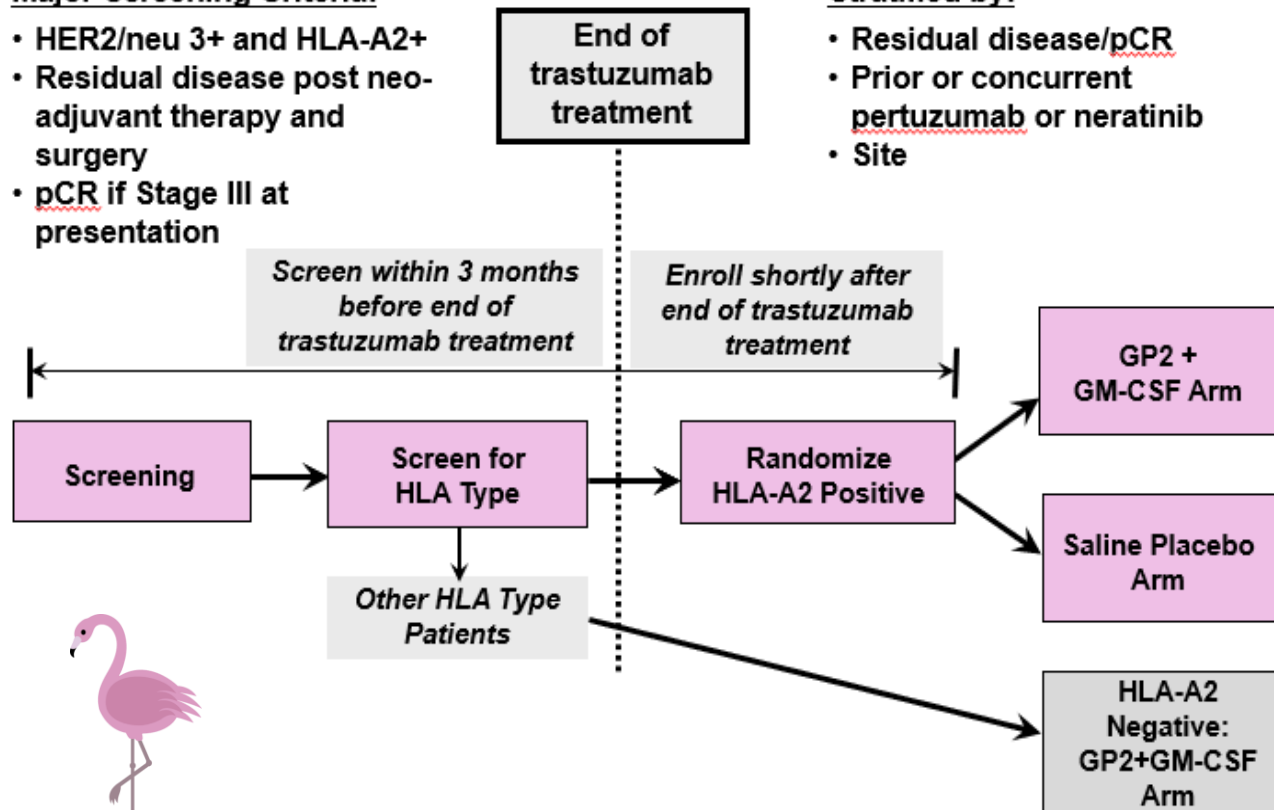 • HER2/neu 3+ and HLA-A2+
• Residual disease post neo-
adjuvant therapy and
surgery
• pCR if Stage III at
presentation
End of
trastuzumab
treatment
• Residual disease/pCR
• Prior or concurrent
pertuzumab or neratinib
• Site
Screen within 3 months
before end of
trastuzumab treatment
Enroll shortly after
end of trastuzumab
treatment
Screening
Screen for
HLA Type
Randomize
HLA-A2 Positive
GP2 +
GM-CSF Arm
Saline Placebo
Arm
Other HLA Type
Patients
HLA-A2
Negative:
GP2+GM-CSF
Arm